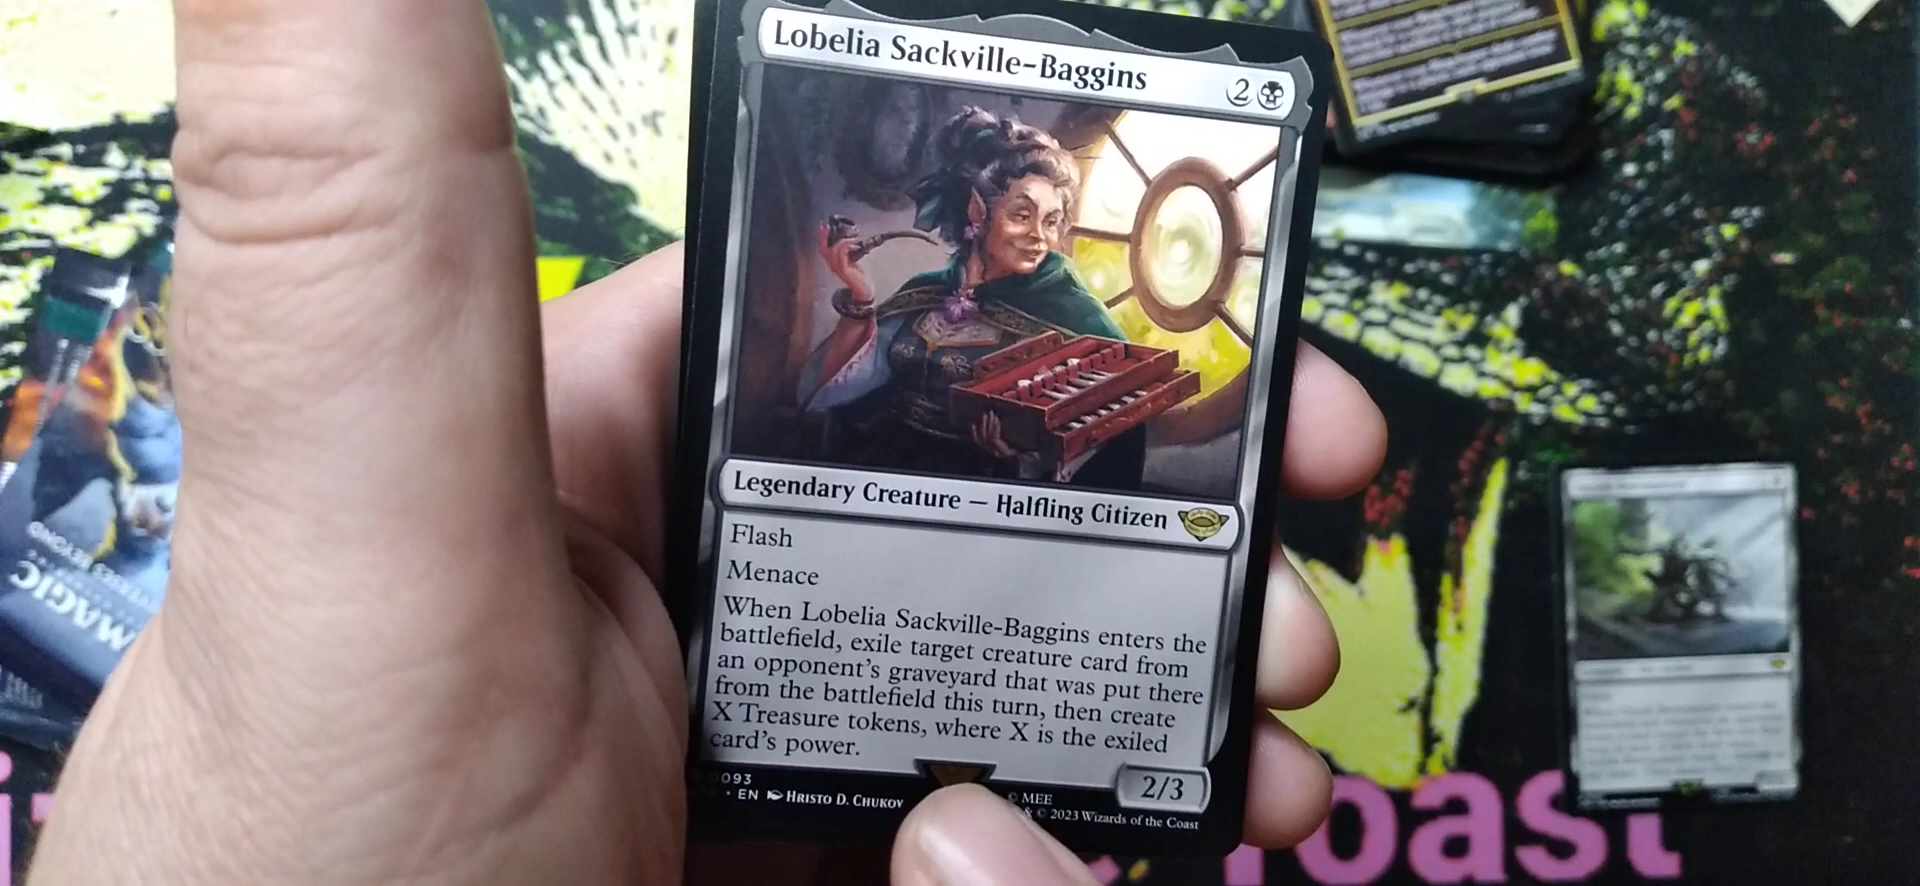 Lobelia Sackville-Baggins
2
Legendary Creature — Halfling Citizen
Flash
Menace
When Lobelia Sackville-Baggins enters the
battlefield, exile target creature card from
an opponent's graveyard that was put there
from the battlefield this turn, then create
X Treasure tokens, where X is the exiled
card's power.
2/3
0093
• EN Hristo D. Chukov
© MEE
& © 2023 Wizards of the Coast
MAGIC
BEYOND
oast